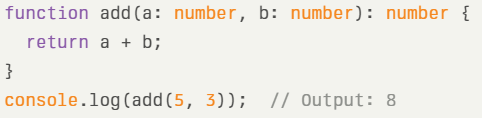 function add(a: number, b: number): number {
  return a + b;
}
console.log(add(5, 3));  // Output: 8